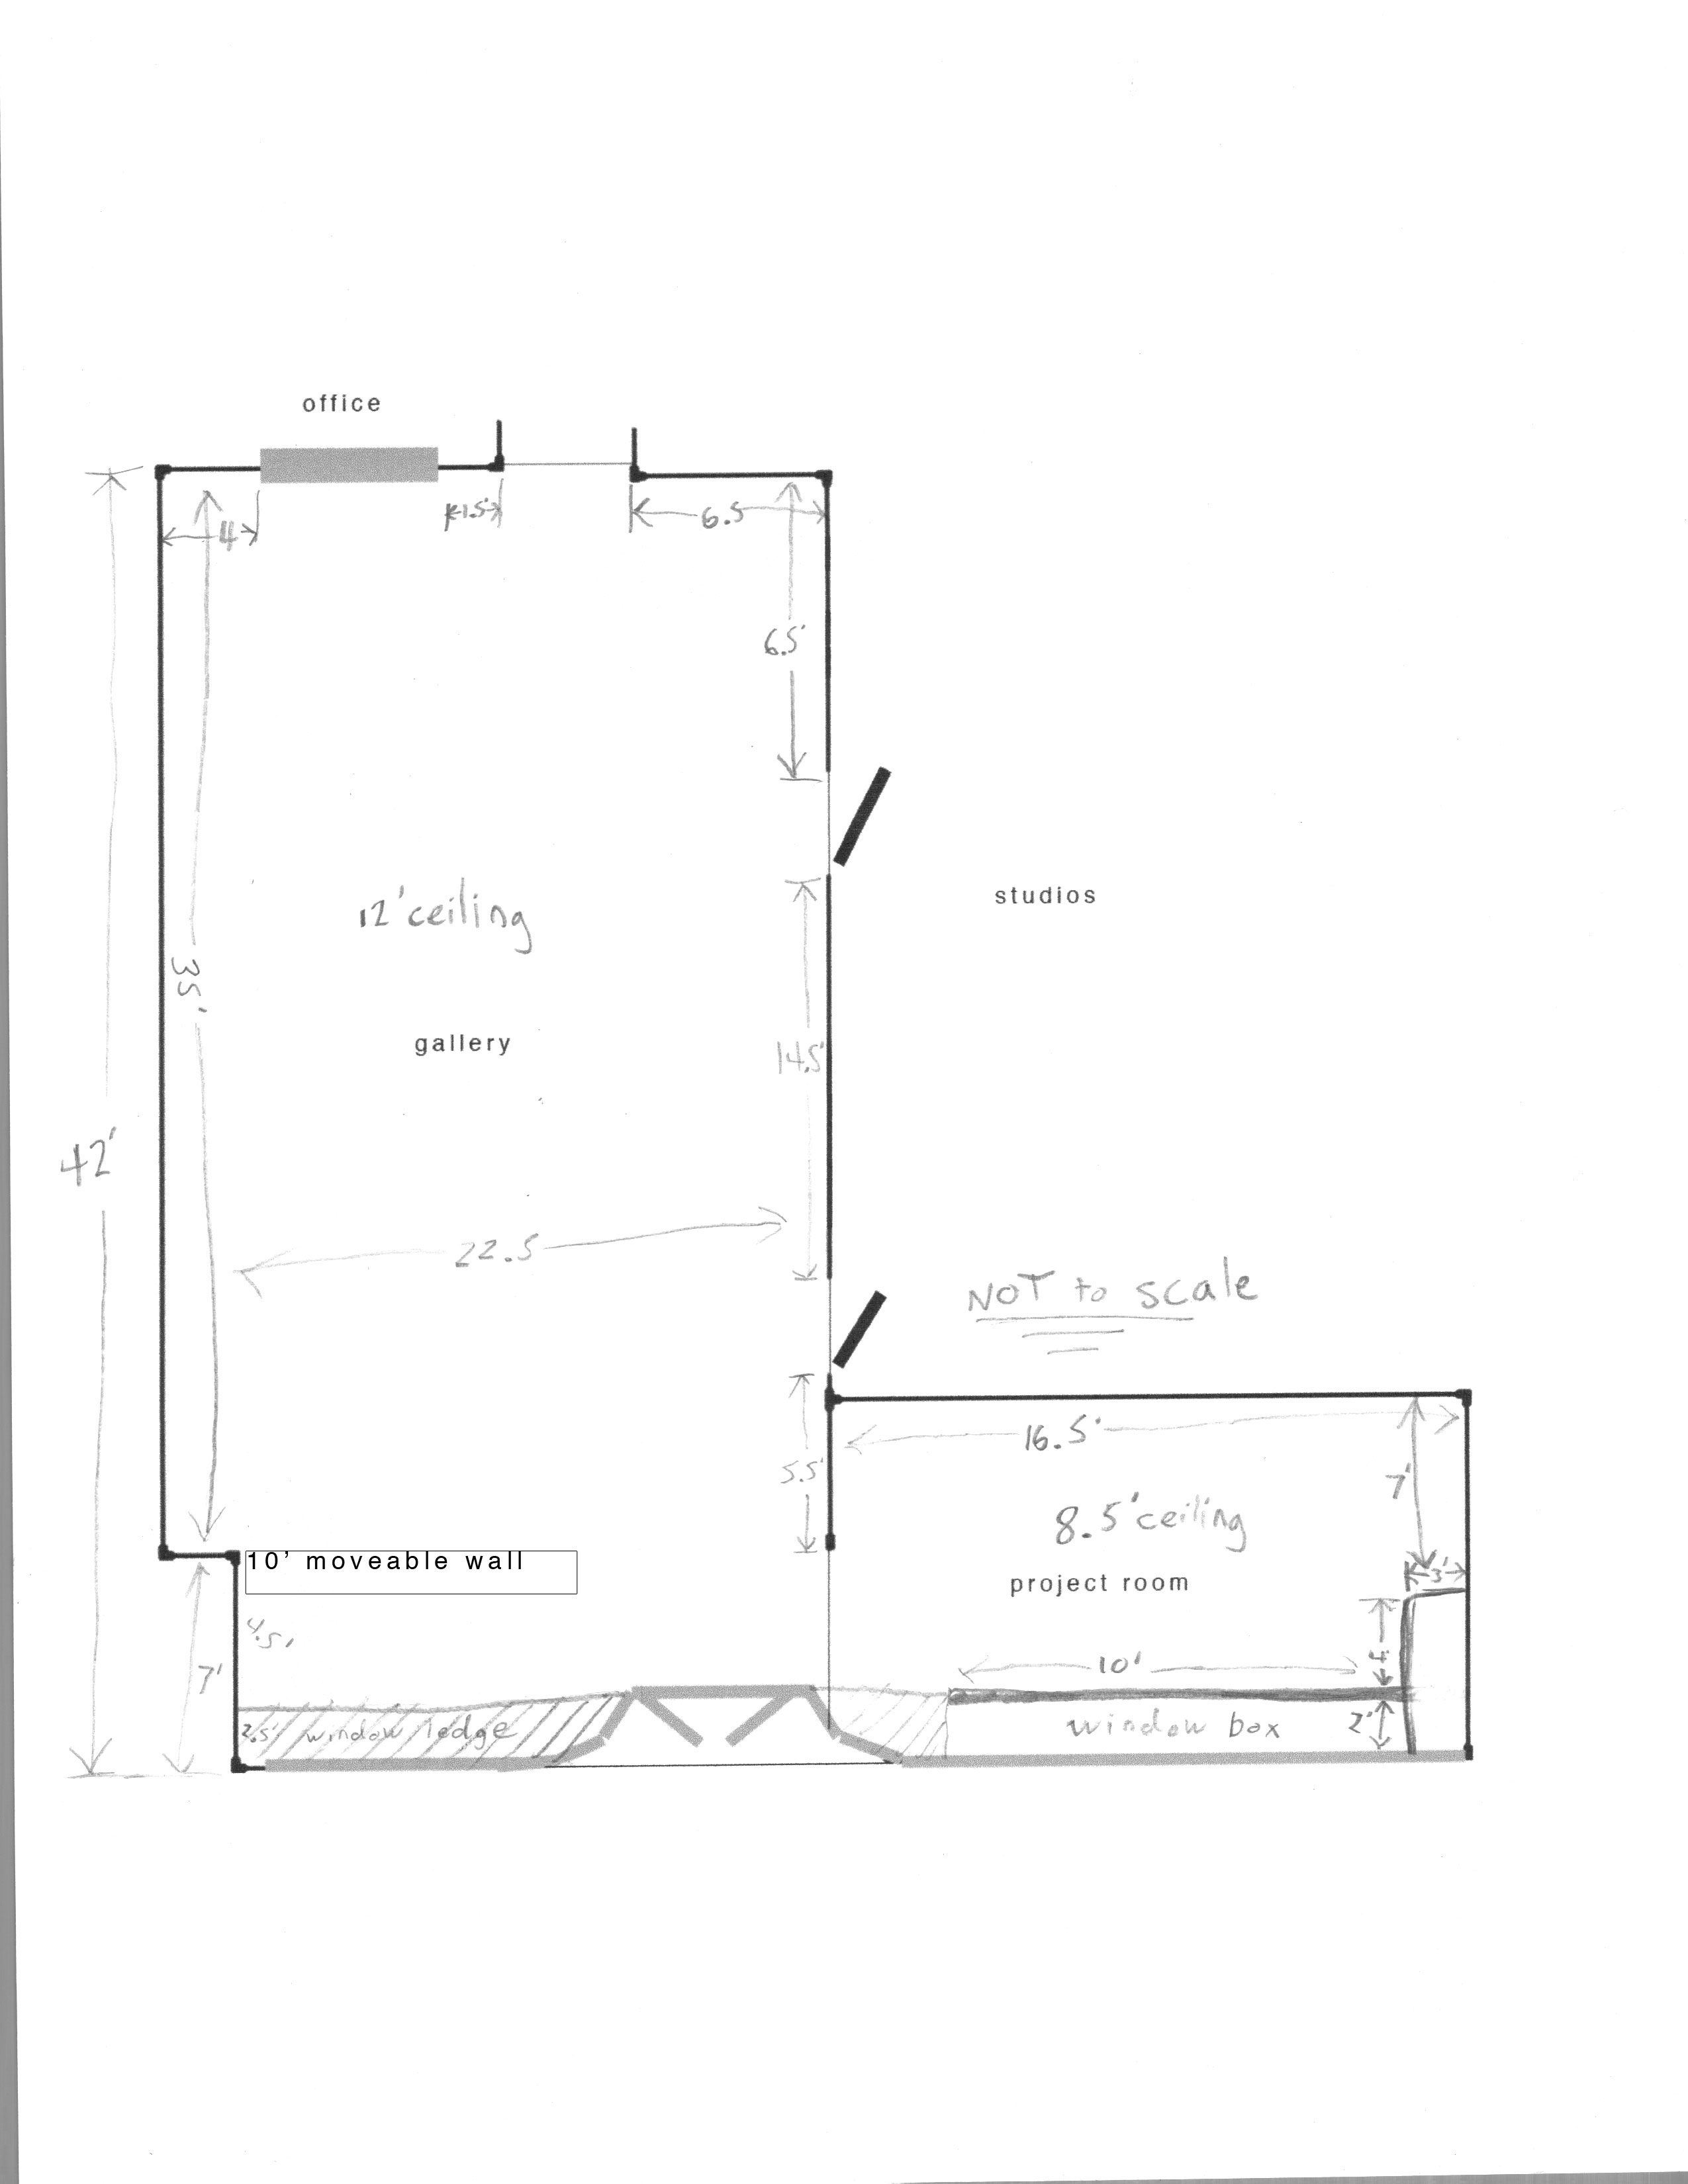 office
4
1.5'
6.5
6.5'
12' ceiling
studios
35'
gallery
14.5'
42'
22.5
NOT to scale
16.5'
5.5'
7'
8.5' ceiling
10' moveable wall
3'
project room
4.5'
10'
4'
7'
2.5' window ledge
window box
2'